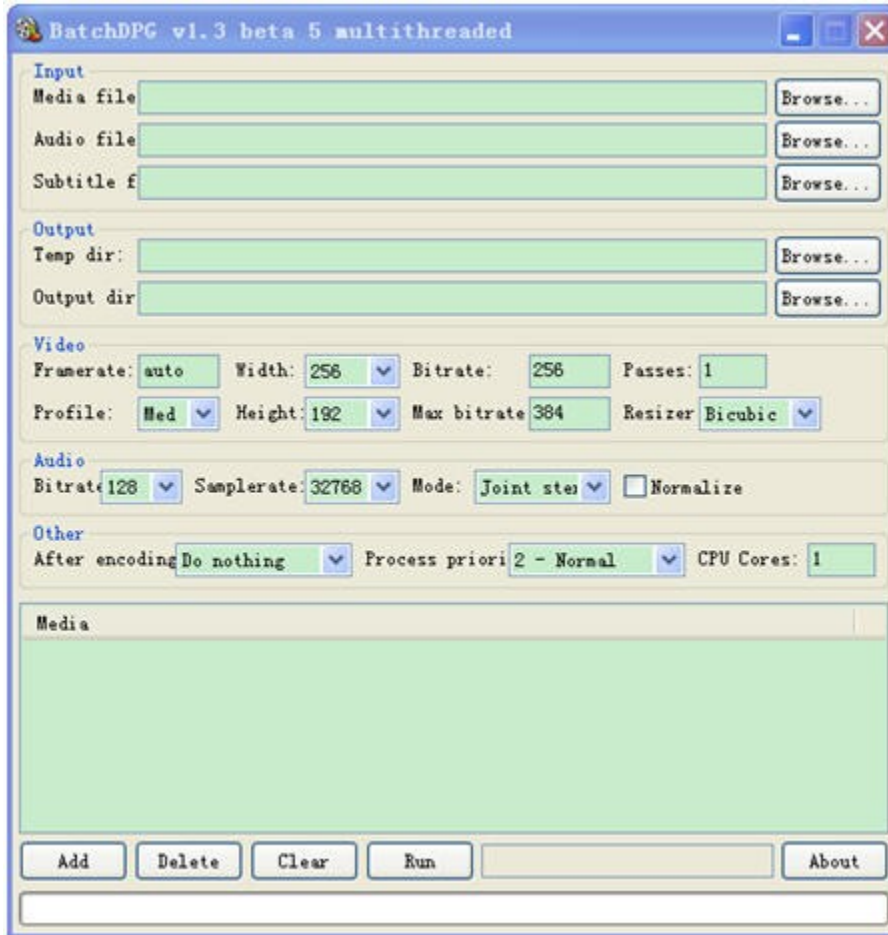 BatchDPG v1.3 beta 5 multithreaded
Input
Media file Browse...
Audio file Browse...
Subtitle f Browse...
Output
Temp dir: Browse...
Output dir Browse...
Video
Framerate: auto Width: 256 Bitrate: 256 Passes: 1
Profile: Med Height: 192 Max bitrate 384 Resizer Bicubic
Audio
Bitrate 128 Samplerate: 32768 Mode: Joint ste Normalize
Other
After encoding Do nothing Process priori 2 - Normal CPU Cores: 1
Media
Add Delete Clear Run About